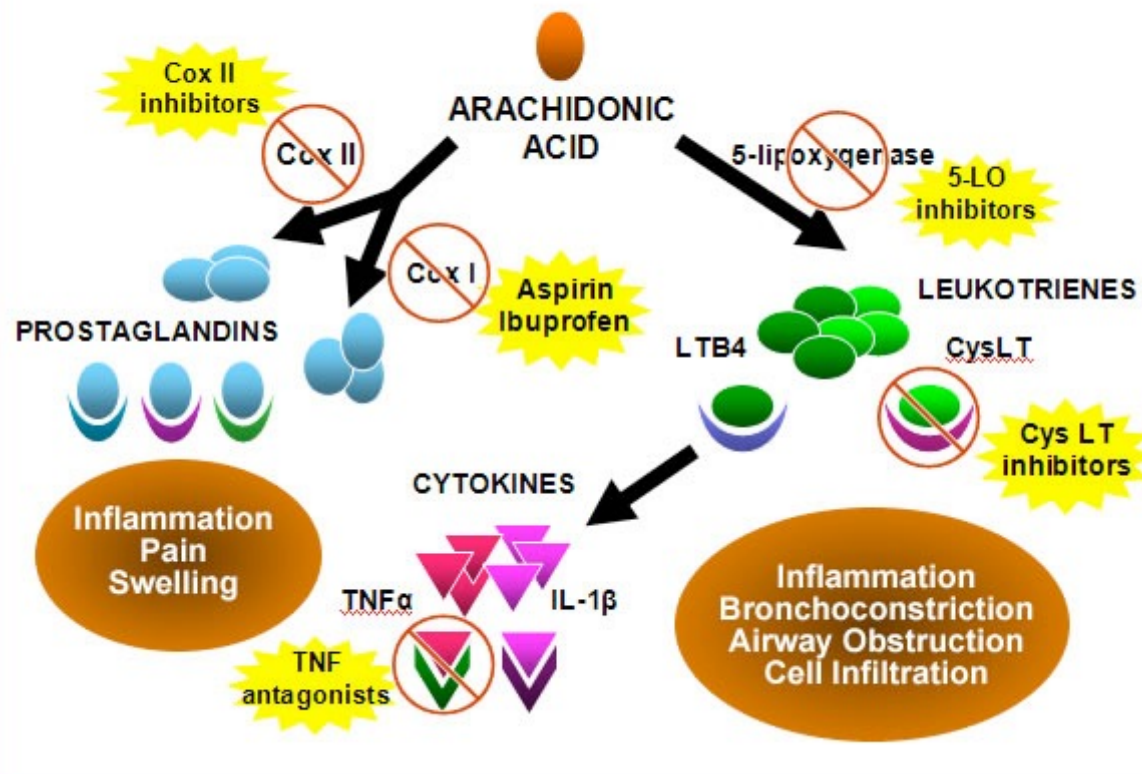 Cox II
inhibitors
ARACHIDONIC
ACID
Cox II
5-lipoxygenase
5-LO
inhibitors
Cox I
Aspirin
Ibuprofen
LEUKOTRIENES
PROSTAGLANDINS
LTB4
CysLT
Cys LT
inhibitors
CYTOKINES
Inflammation
Pain
Swelling
TNFα
IL-1β
Inflammation
Bronchoconstriction
Airway Obstruction
Cell Infiltration
TNF
antagonists